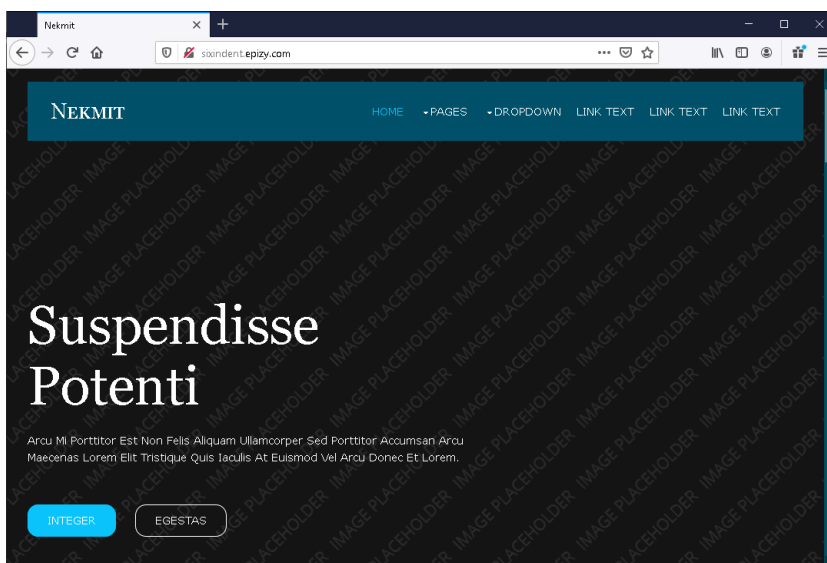 Nekmit
sixindent.epizy.com
NEKMIT
HOME PAGES DROPDOWN LINK TEXT LINK TEXT LINK TEXT
Suspendisse
Potenti
Arcu Mi Porttitor Est Non Felis Aliquam Ullamcorper Sed Porttitor Accumsan Arcu
Maecenas Lorem Elit Tristique Quis Iaculis At Euismod Vel Arcu Donec Et Lorem.
INTEGER EGESTAS
IMAGE PLACEHOLDER